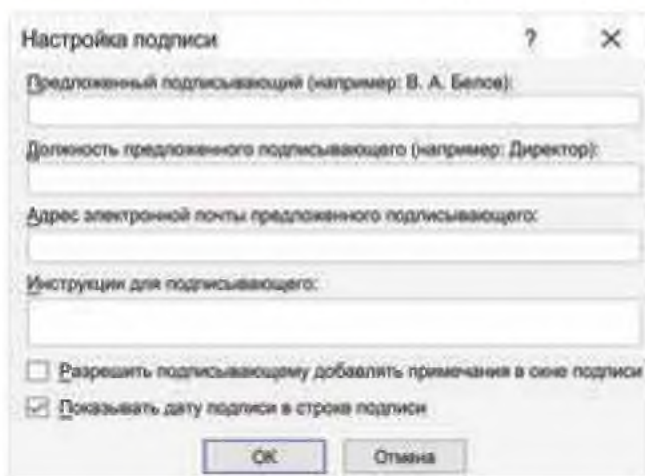 Настройка подписи ? ✕
Предложенный подписывающий (например: В. А. Белов):
Должность предложенного подписывающего (например: Директор):
Адрес электронной почты предложенного подписывающего:
Инструкции для подписывающего:
Разрешить подписывающему добавлять примечания в окне подписи
Показывать дату подписи в строке подписи
ОК Отмена